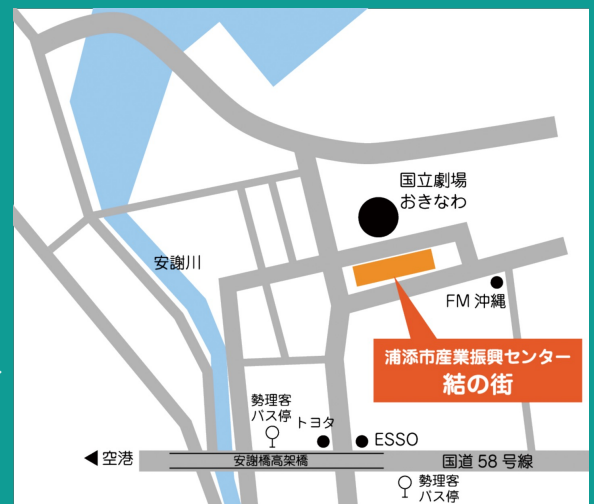 国立劇場
おきなわ
安謝川
FM 沖縄
浦添市産業振興センター
結の街
勢理客
バス停
トヨタ
ESSO
空港
安謝橋高架橋
国道 58 号線
勢理客
バス停